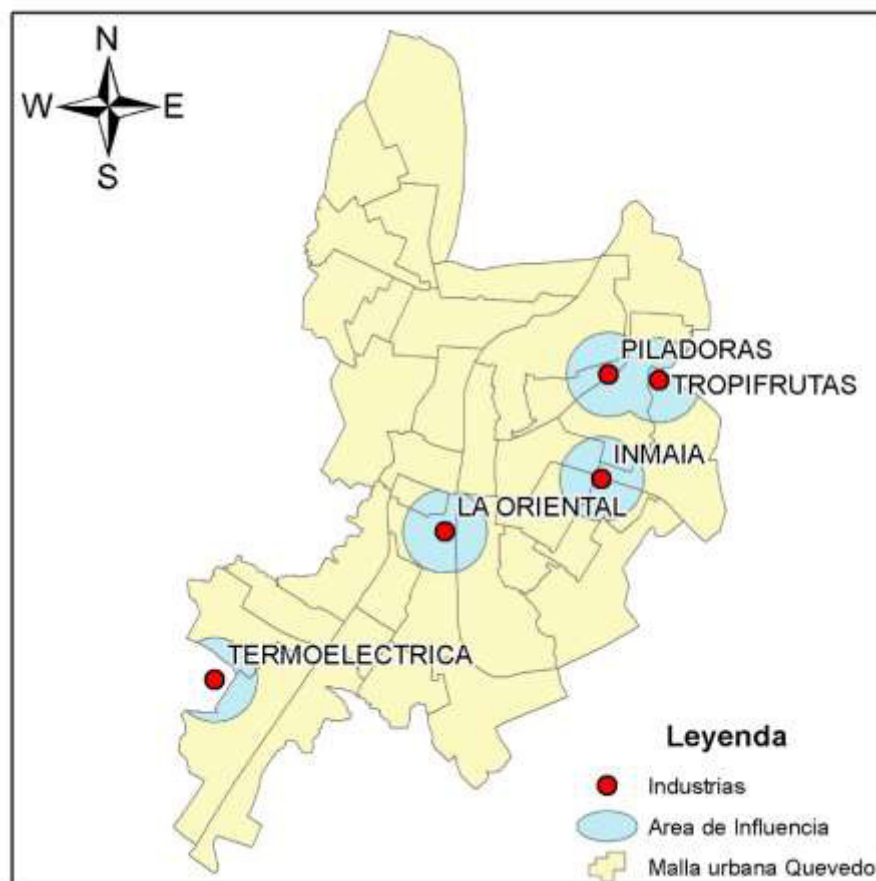 N
W E
S
PILADORAS
TROPIFRUTAS
INMAIA
LA ORIENTAL
TERMOELECTRICA
Leyenda
Industrias
Area de Influencia
Malla urbana Quevedo